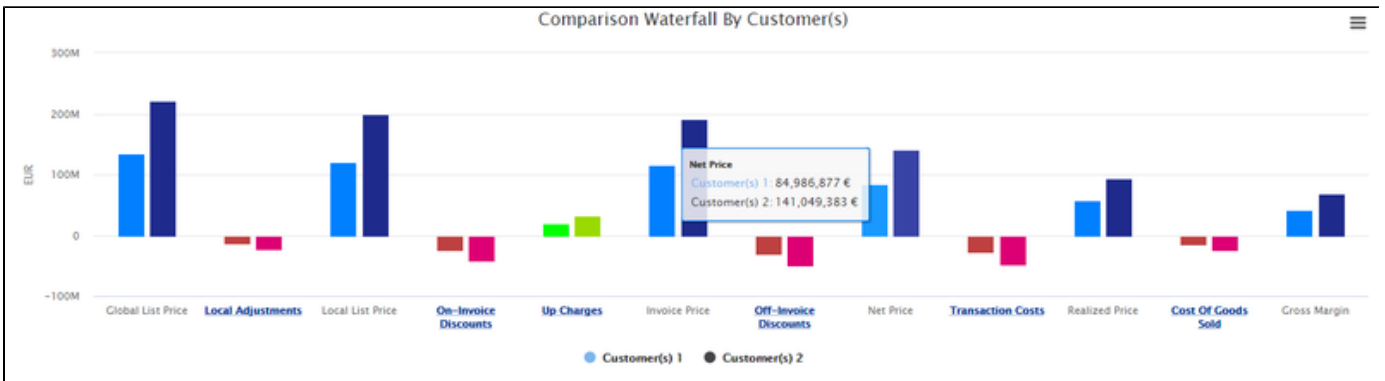 Comparison Waterfall By Customer(s)
300M
200M
100M
0
-100M
EUR
Net Price
Customer(s) 1: 84,986,877 €
Customer(s) 2: 141,049,383 €
Global List Price
Local Adjustments
Local List Price
On-Invoice
Discounts
Up Charges
Invoice Price
Off-Invoice
Discounts
Net Price
Transaction Costs
Realized Price
Cost Of Goods
Sold
Gross Margin
Customer(s) 1
Customer(s) 2